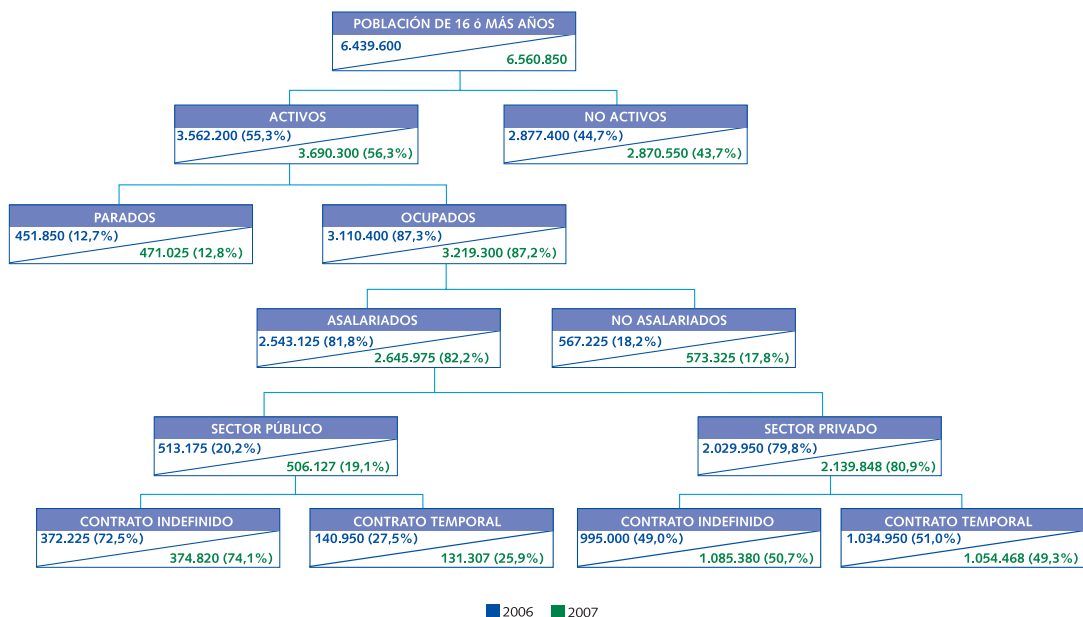 POBLACIÓN DE 16 ó MÁS AÑOS
6.439.600
6.560.850
ACTIVOS
3.562.200 (55,3%)
3.690.300 (56,3%)
NO ACTIVOS
2.877.400 (44,7%)
2.870.550 (43,7%)
PARADOS
451.850 (12,7%)
471.025 (12,8%)
OCUPADOS
3.110.400 (87,3%)
3.219.300 (87,2%)
ASALARIADOS
2.543.125 (81,8%)
2.645.975 (82,2%)
NO ASALARIADOS
567.225 (18,2%)
573.325 (17,8%)
SECTOR PÚBLICO
513.175 (20,2%)
506.127 (19,1%)
SECTOR PRIVADO
2.029.950 (79,8%)
2.139.848 (80,9%)
CONTRATO INDEFINIDO
372.225 (72,5%)
374.820 (74,1%)
CONTRATO TEMPORAL
140.950 (27,5%)
131.307 (25,9%)
CONTRATO INDEFINIDO
995.000 (49,0%)
1.085.380 (50,7%)
CONTRATO TEMPORAL
1.034.950 (51,0%)
1.054.468 (49,3%)
2006 2007